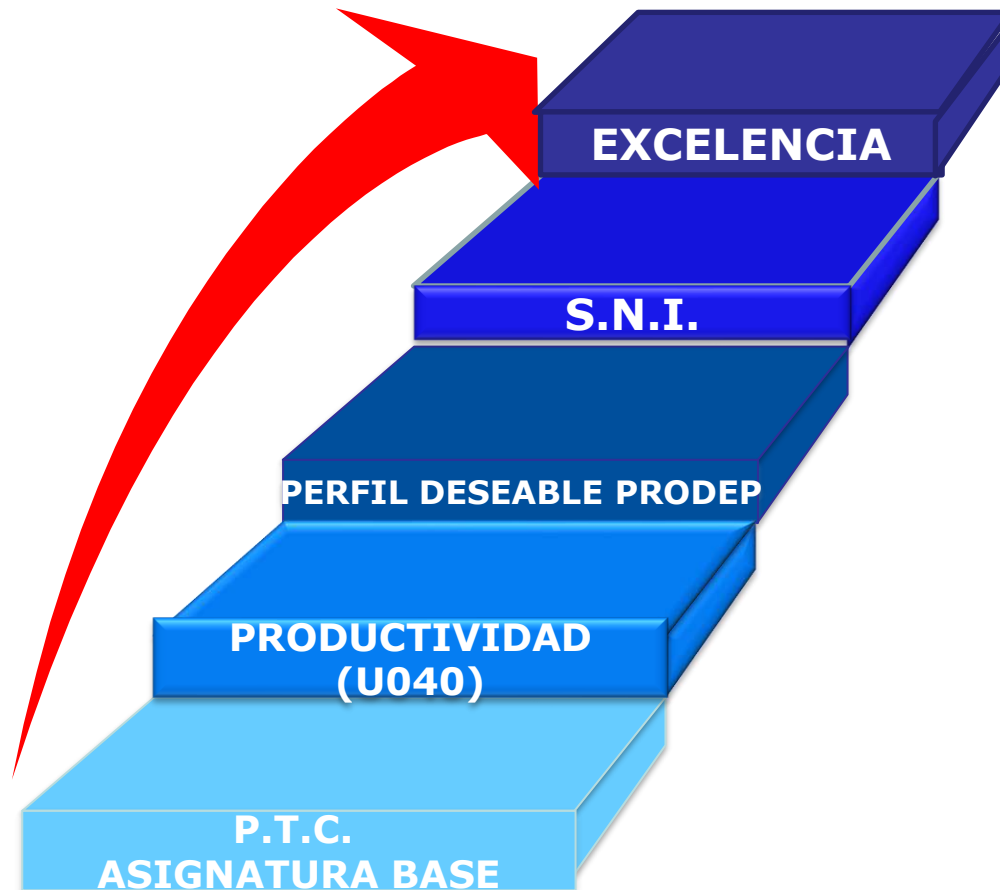 EXCELENCIA
S.N.I.
PERFIL DESEABLE PRODEP
PRODUCTIVIDAD
(U040)
P.T.C.
ASIGNATURA BASE